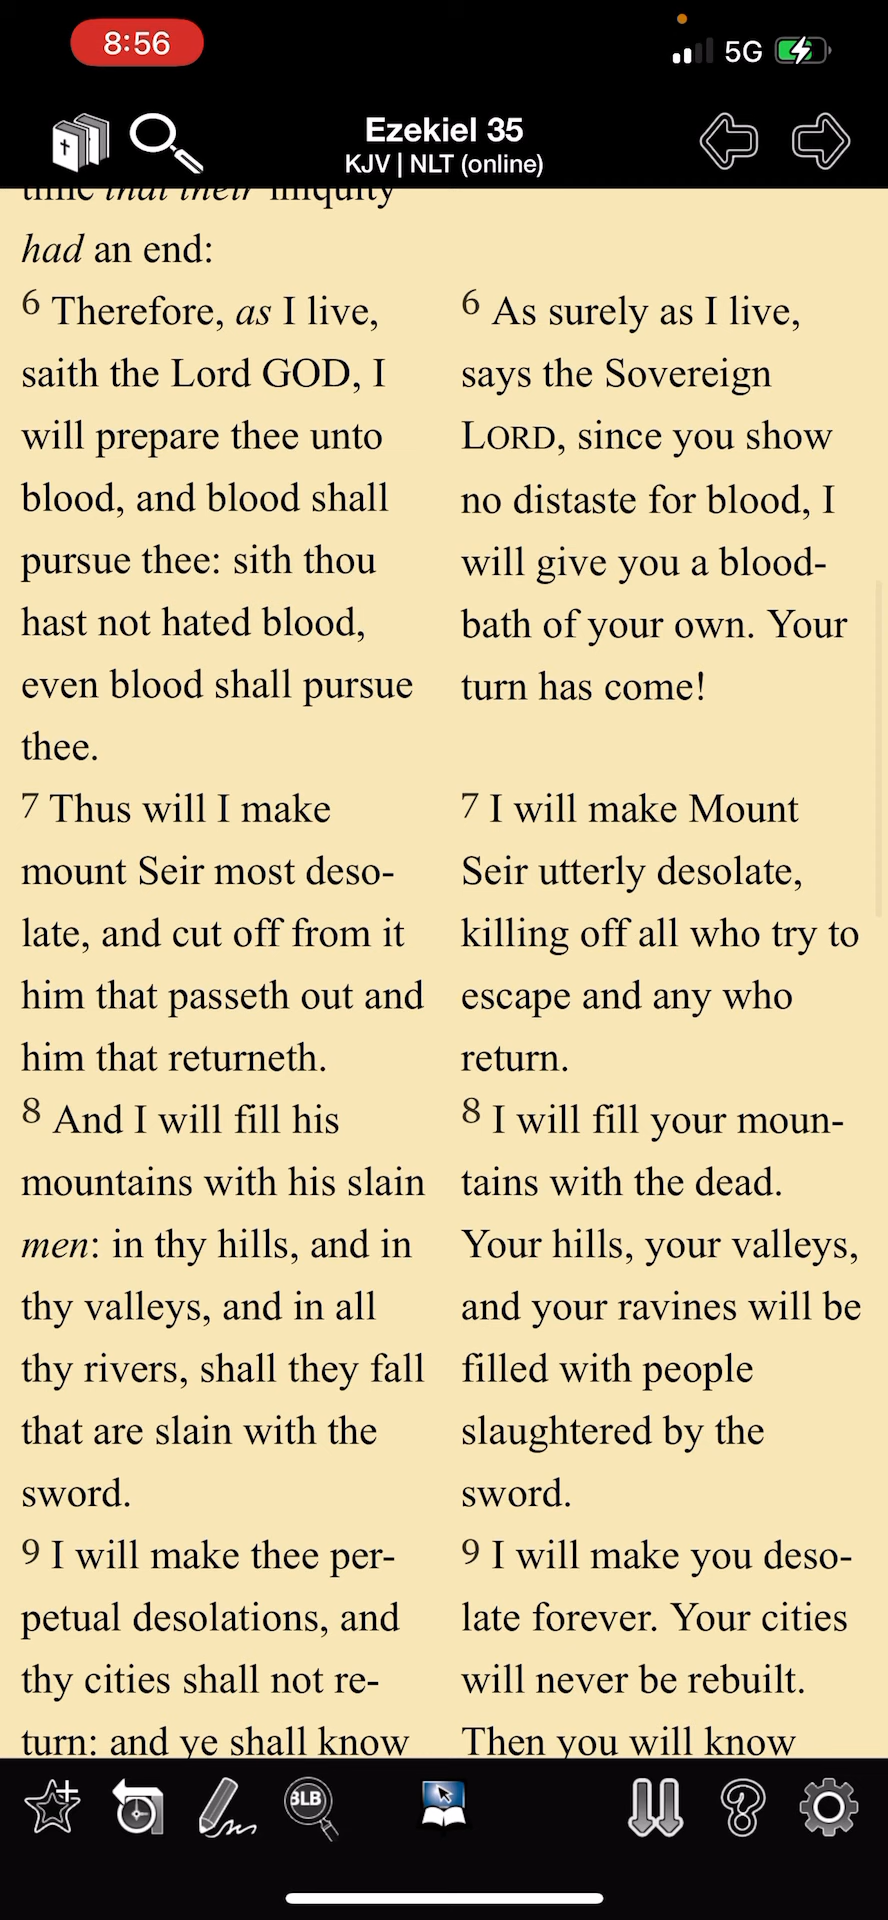 8:56
5G
Ezekiel 35
KJV | NLT (online)
time that their iniquity
had an end:
6 Therefore, as I live,
saith the Lord GOD, I
will prepare thee unto
blood, and blood shall
pursue thee: sith thou
hast not hated blood,
even blood shall pursue
thee.
7 Thus will I make
mount Seir most deso-
late, and cut off from it
him that passeth out and
him that returneth.
8 And I will fill his
mountains with his slain
men: in thy hills, and in
thy valleys, and in all
thy rivers, shall they fall
that are slain with the
sword.
9 I will make thee per-
petual desolations, and
thy cities shall not re-
turn: and ye shall know
6 As surely as I live,
says the Sovereign
LORD, since you show
no distaste for blood, I
will give you a blood-
bath of your own. Your
turn has come!
7 I will make Mount
Seir utterly desolate,
killing off all who try to
escape and any who
return.
8 I will fill your moun-
tains with the dead.
Your hills, your valleys,
and your ravines will be
filled with people
slaughtered by the
sword.
9 I will make you deso-
late forever. Your cities
will never be rebuilt.
Then you will know
BLB